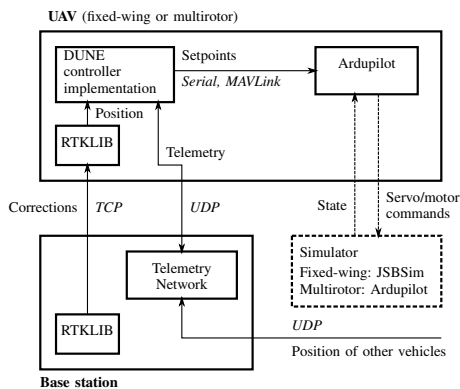 UAV (fixed-wing or multirotor)
DUNE
controller
implementation
Setpoints
Serial, MAVLink
Ardupilot
Position
RTKLIB
Telemetry
Corrections
TCP
UDP
State
Servo/motor
commands
Simulator
Fixed-wing: JSBSim
Multirotor: Ardupilot
Telemetry
Network
RTKLIB
UDP
Position of other vehicles
Base station